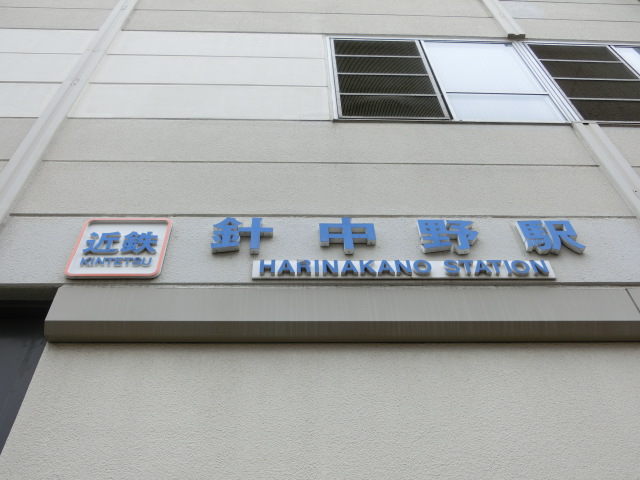 近鉄
KINTETSU
針中野駅
HARINAKANO STATION